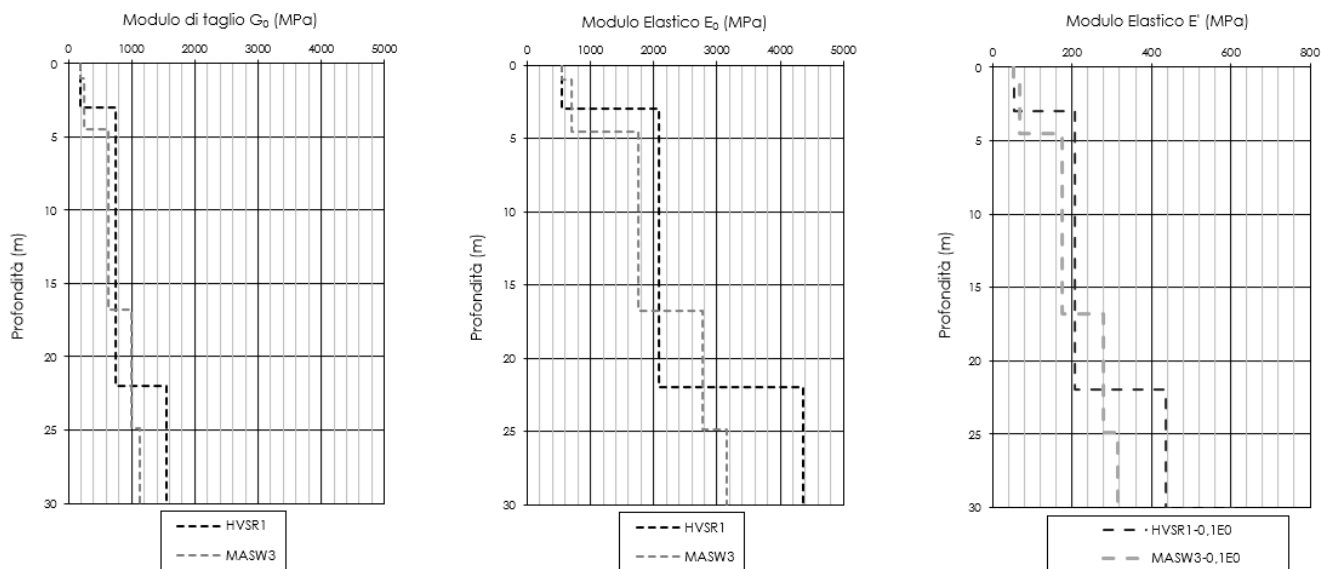 Modulo di taglio G₀ (MPa)
0 1000 2000 3000 4000 5000
0
5
10
15
20
25
30
Profondità (m)
HVSR1
MASW3
Modulo Elastico E₀ (MPa)
0 1000 2000 3000 4000 5000
0
5
10
15
20
25
30
Profondità (m)
HVSR1
MASW3
Modulo Elastico E' (MPa)
0 200 400 600 800
0
5
10
15
20
25
30
Profondità (m)
HVSR1-0,1E0
MASW3-0,1E0